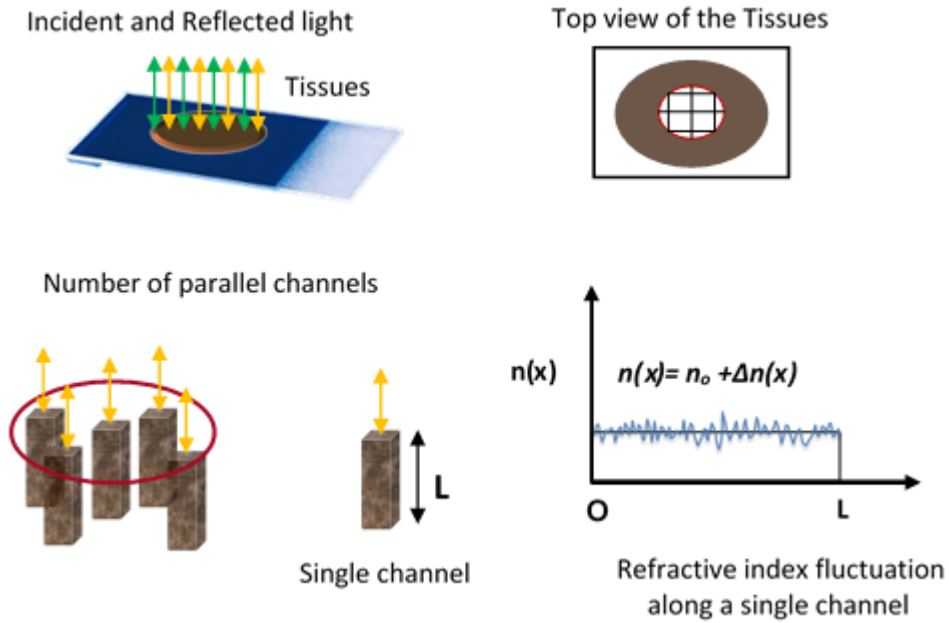 Incident and Reflected light
Tissues
Top view of the Tissues
Number of parallel channels
L
Single channel
n(x)
n(x)= nₒ +Δn(x)
O
L
Refractive index fluctuation
along a single channel